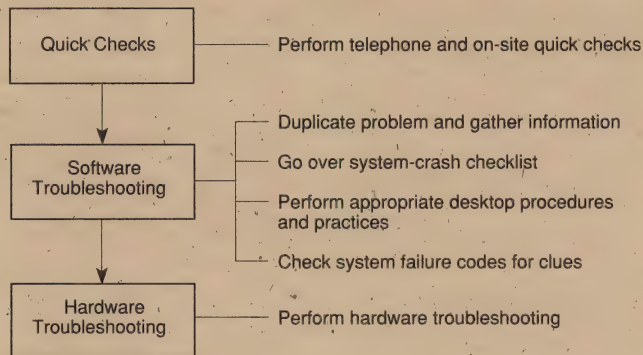 Quick Checks
Perform telephone and on-site quick checks
Duplicate problem and gather information
Software
Troubleshooting
Go over system-crash checklist
Perform appropriate desktop procedures
and practices
Check system failure codes for clues
Hardware
Troubleshooting
Perform hardware troubleshooting